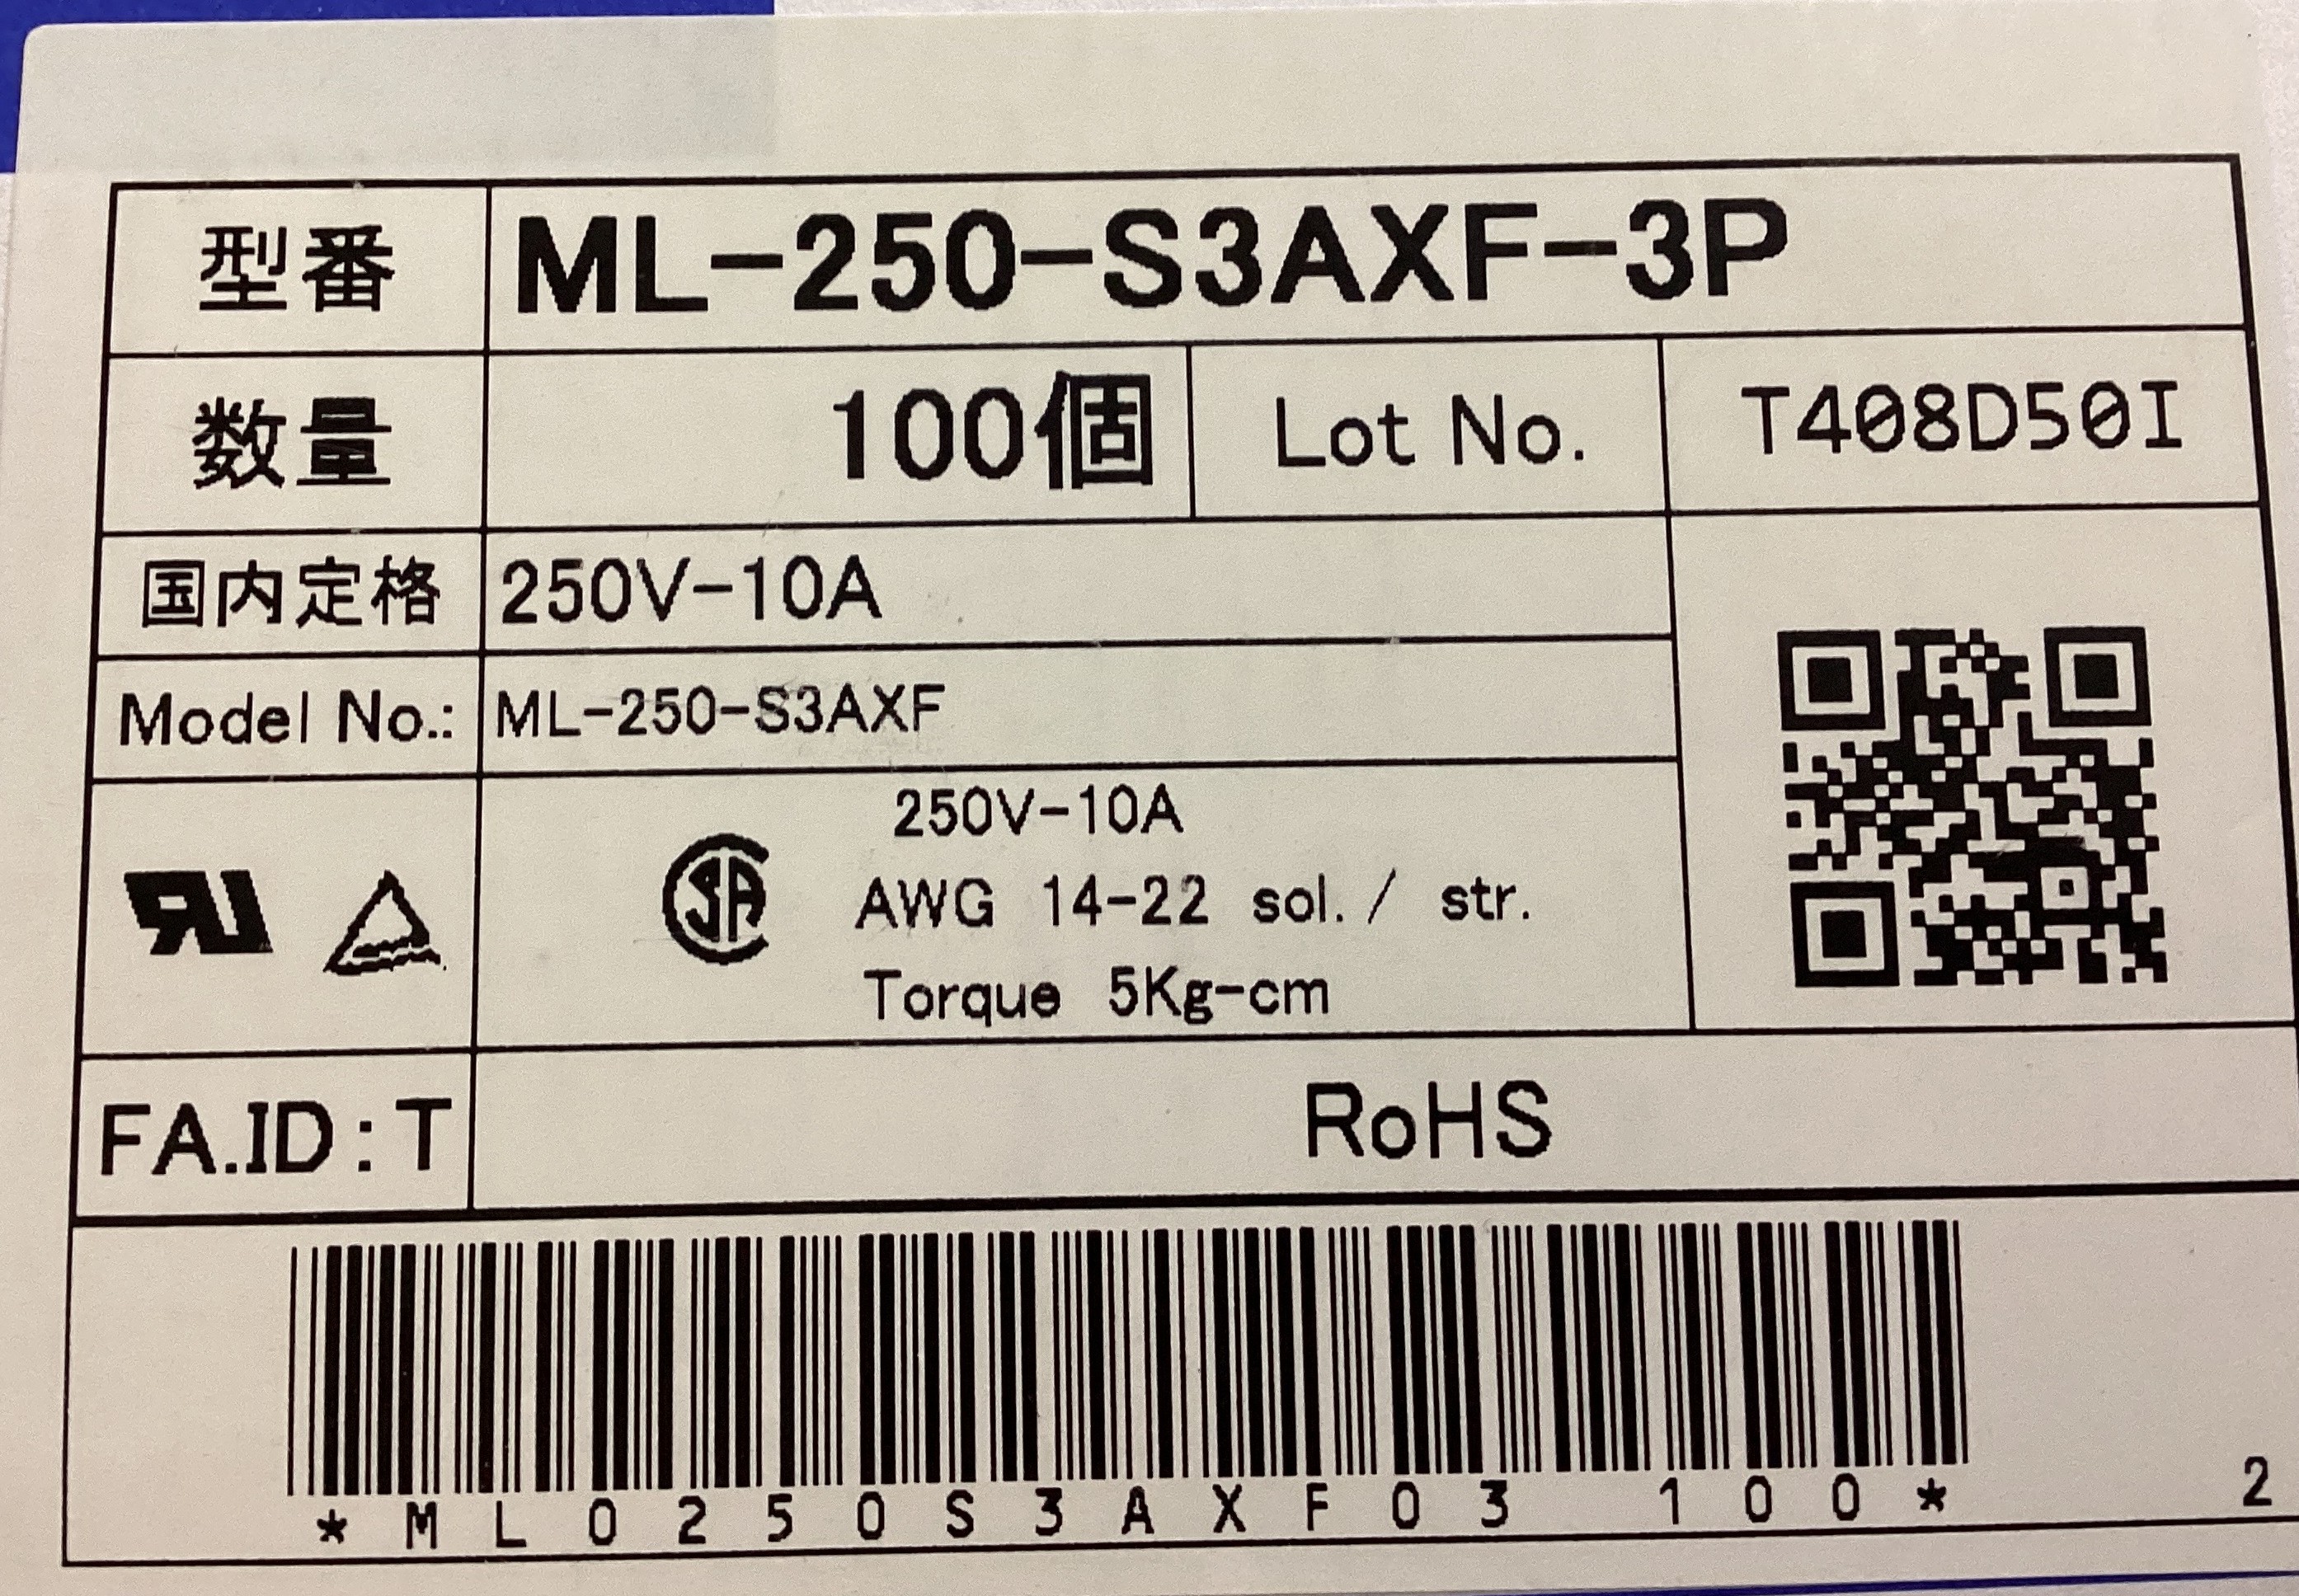 型番 ML-250-S3AXF-3P
数量 100個 Lot No. T408D50I
国内定格 250V-10A
Model No.: ML-250-S3AXF
250V-10A
AWG 14-22 sol. / str.
Torque 5Kg-cm
FA.ID:T RoHS
*ML0250S3AXF03 100*
2